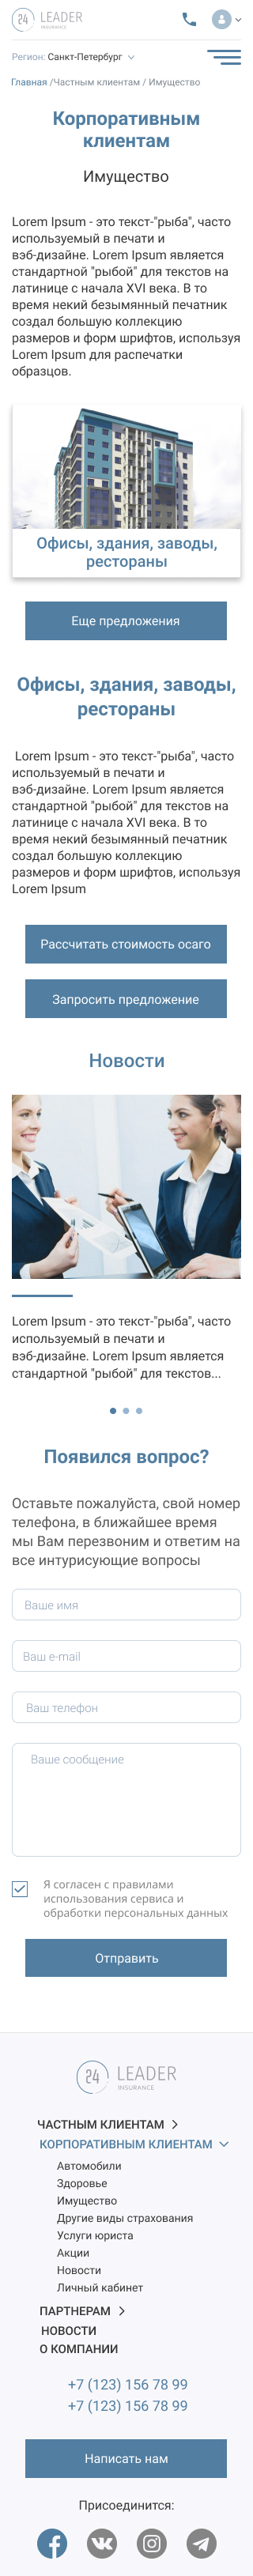 24 LEADER
INSURANCE
Регион: Санкт-Петербург
Главная /Частным клиентам / Имущество
Корпоративным
клиентам
Имущество
Lorem Ipsum - это текст-"рыба", часто
используемый в печати и
вэб-дизайне. Lorem Ipsum является
стандартной "рыбой" для текстов на
латинице с начала XVI века. В то
время некий безымянный печатник
создал большую коллекцию
размеров и форм шрифтов, используя
Lorem Ipsum для распечатки
образцов.
Офисы, здания, заводы,
рестораны
Еще предложения
Офисы, здания, заводы,
рестораны
Lorem Ipsum - это текст-"рыба", часто
используемый в печати и
вэб-дизайне. Lorem Ipsum является
стандартной "рыбой" для текстов на
латинице с начала XVI века. В то
время некий безымянный печатник
создал большую коллекцию
размеров и форм шрифтов, используя
Lorem Ipsum
Рассчитать стоимость осаго
Запросить предложение
Новости
Lorem Ipsum - это текст-"рыба", часто
используемый в печати и
вэб-дизайне. Lorem Ipsum является
стандартной "рыбой" для текстов...
Появился вопрос?
Оставьте пожалуйста, свой номер
телефона, в ближайшее время
мы Вам перезвоним и ответим на
все интурисующие вопросы
Ваше имя
Ваш e-mail
Ваш телефон
Ваше сообщение
Я согласен с правилами
использования сервиса и
обработки персональных данных
Отправить
24 LEADER
INSURANCE
ЧАСТНЫМ КЛИЕНТАМ
КОРПОРАТИВНЫМ КЛИЕНТАМ
Автомобили
Здоровье
Имущество
Другие виды страхования
Услуги юриста
Акции
Новости
Личный кабинет
ПАРТНЕРАМ
НОВОСТИ
О КОМПАНИИ
+7 (123) 156 78 99
+7 (123) 156 78 99
Написать нам
Присоединится: